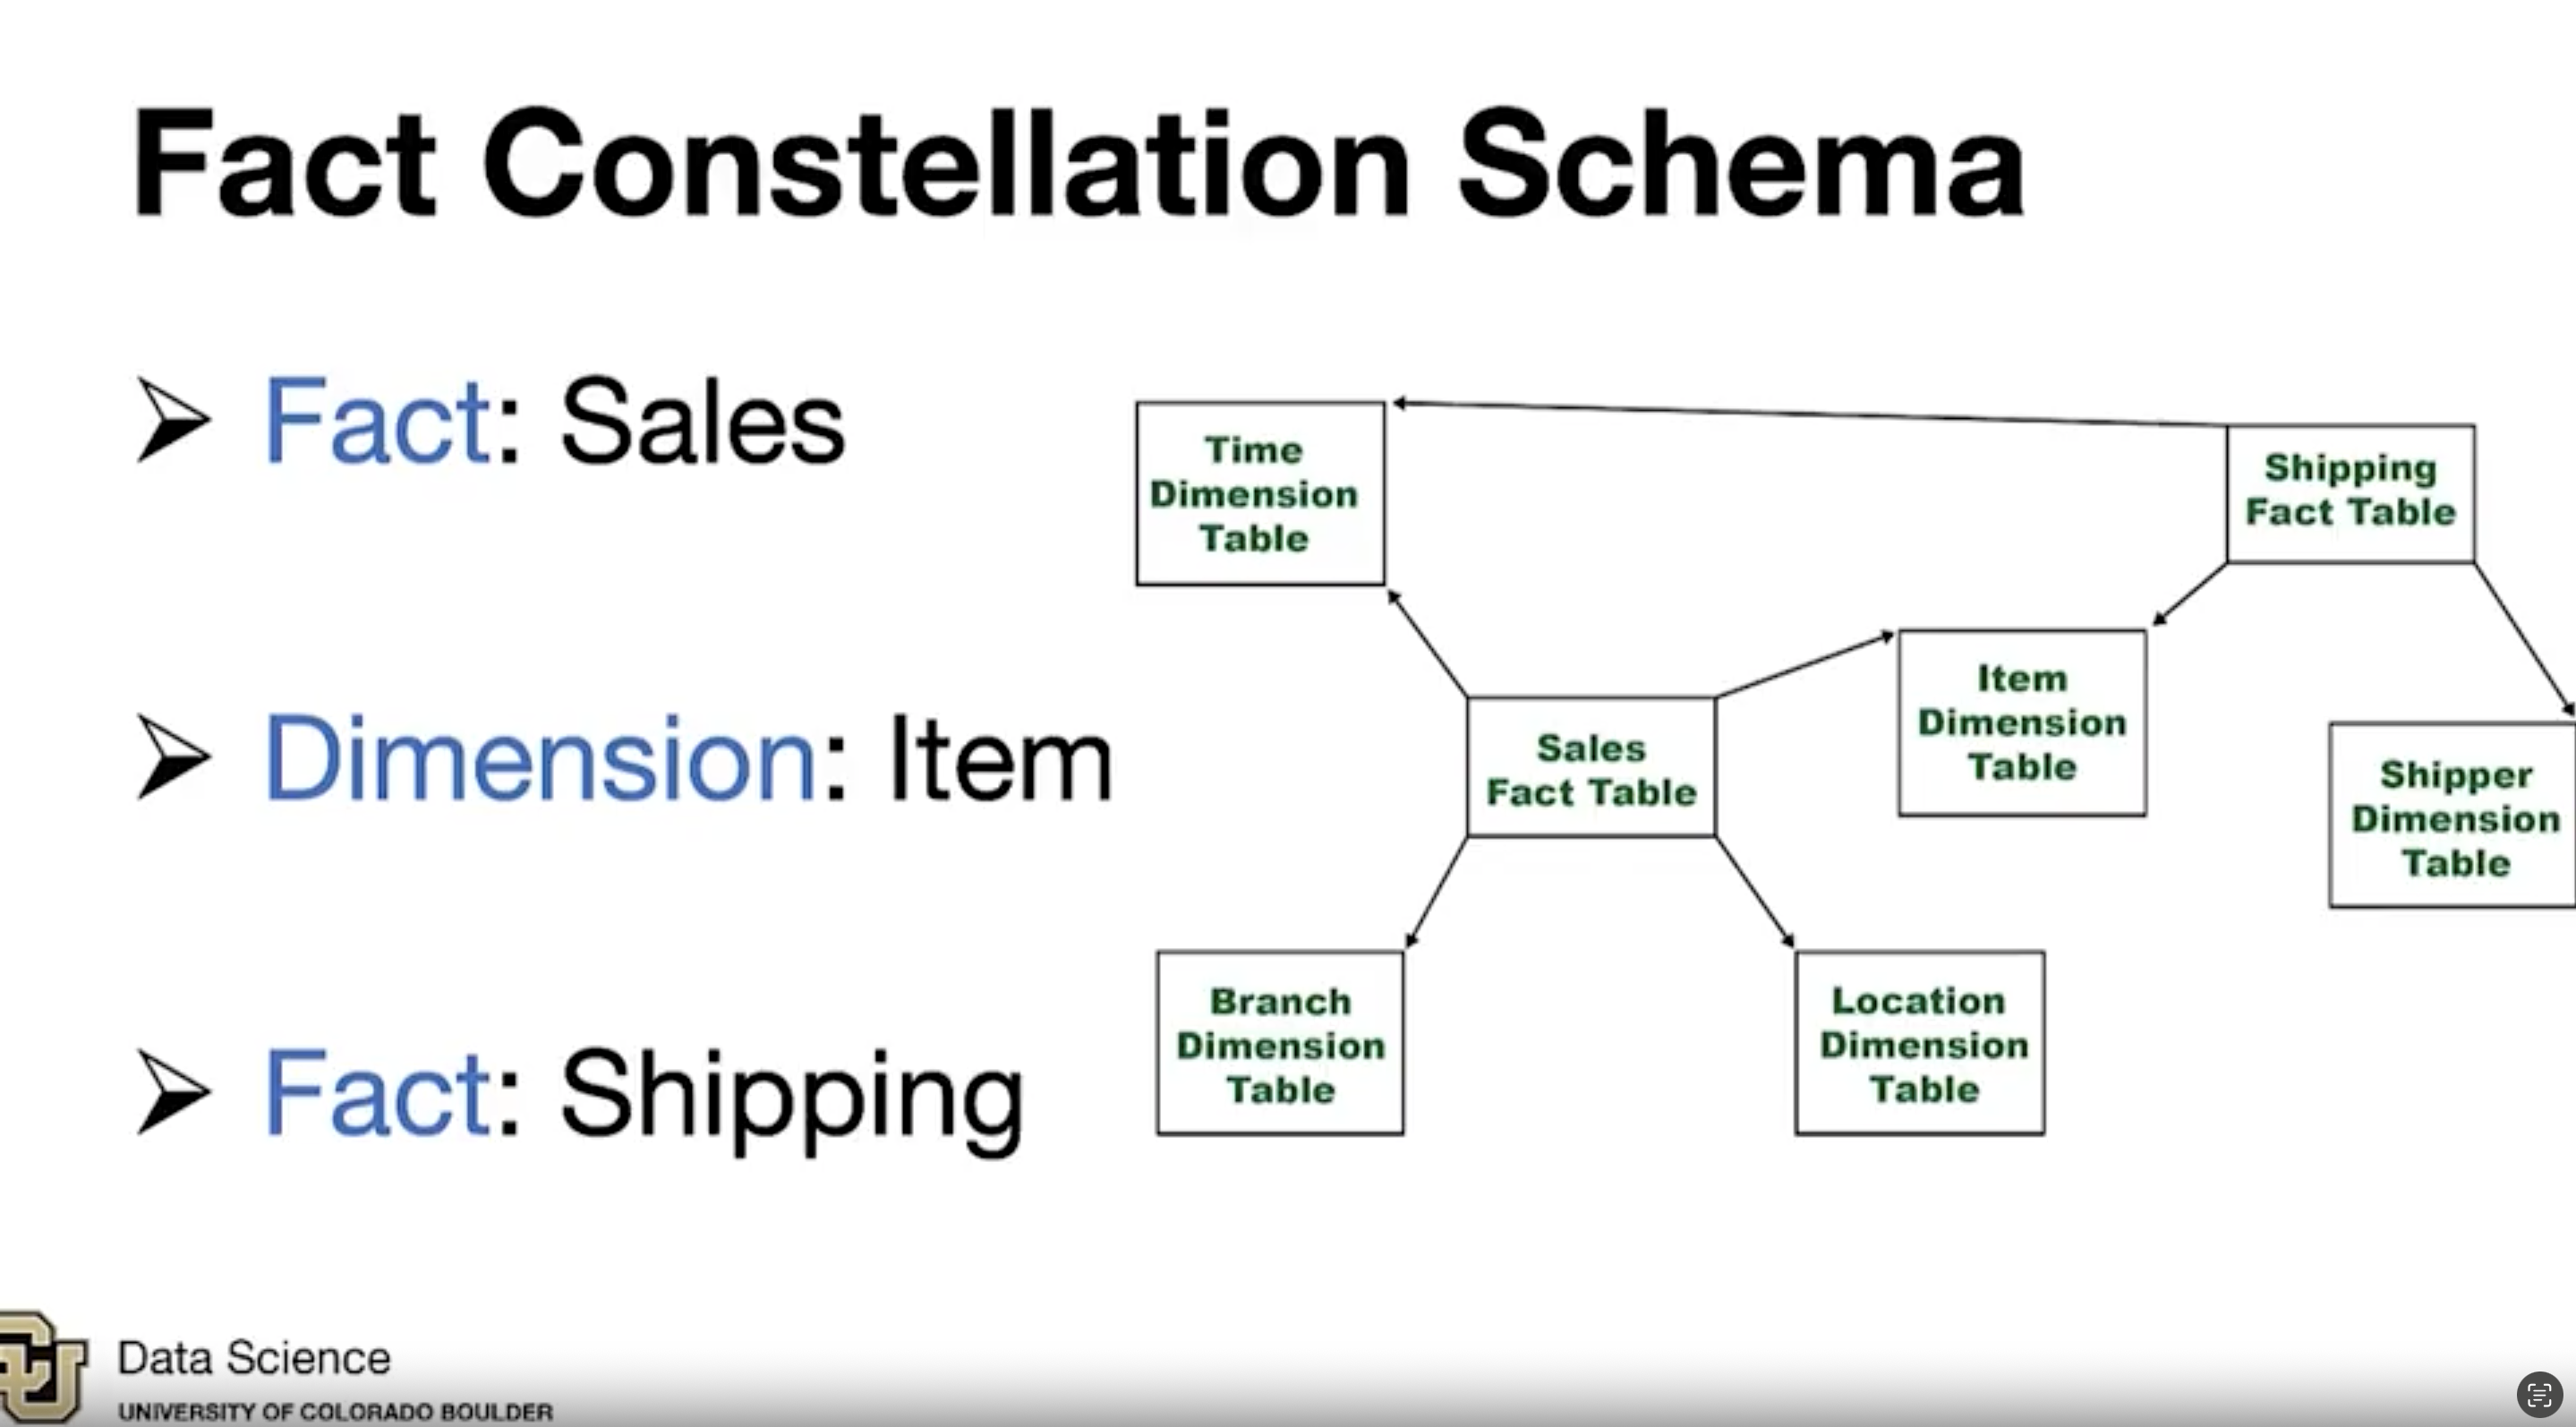 Fact Constellation Schema
Fact: Sales
Dimension: Item
Fact: Shipping
Time
Dimension
Table
Shipping
Fact Table
Item
Dimension
Table
Sales
Fact Table
Shipper
Dimension
Table
Branch
Dimension
Table
Location
Dimension
Table
CU
Data Science
UNIVERSITY OF COLORADO BOULDER